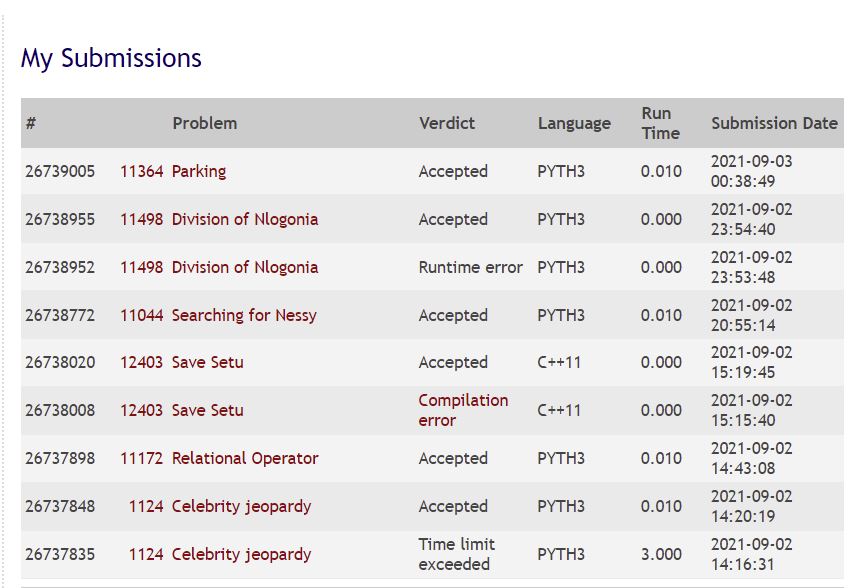 My Submissions
# Problem Verdict Language Run Time Submission Date
26739005 11364 Parking Accepted PYTH3 0.010 2021-09-03 00:38:49
26738955 11498 Division of Nlogonia Accepted PYTH3 0.000 2021-09-02 23:54:40
26738952 11498 Division of Nlogonia Runtime error PYTH3 0.000 2021-09-02 23:53:48
26738772 11044 Searching for Nessy Accepted PYTH3 0.010 2021-09-02 20:55:14
26738020 12403 Save Setu Accepted C++11 0.000 2021-09-02 15:19:45
26738008 12403 Save Setu Compilation error C++11 0.000 2021-09-02 15:15:40
26737898 11172 Relational Operator Accepted PYTH3 0.010 2021-09-02 14:43:08
26737848 1124 Celebrity jeopardy Accepted PYTH3 0.010 2021-09-02 14:20:19
26737835 1124 Celebrity jeopardy Time limit exceeded PYTH3 3.000 2021-09-02 14:16:31